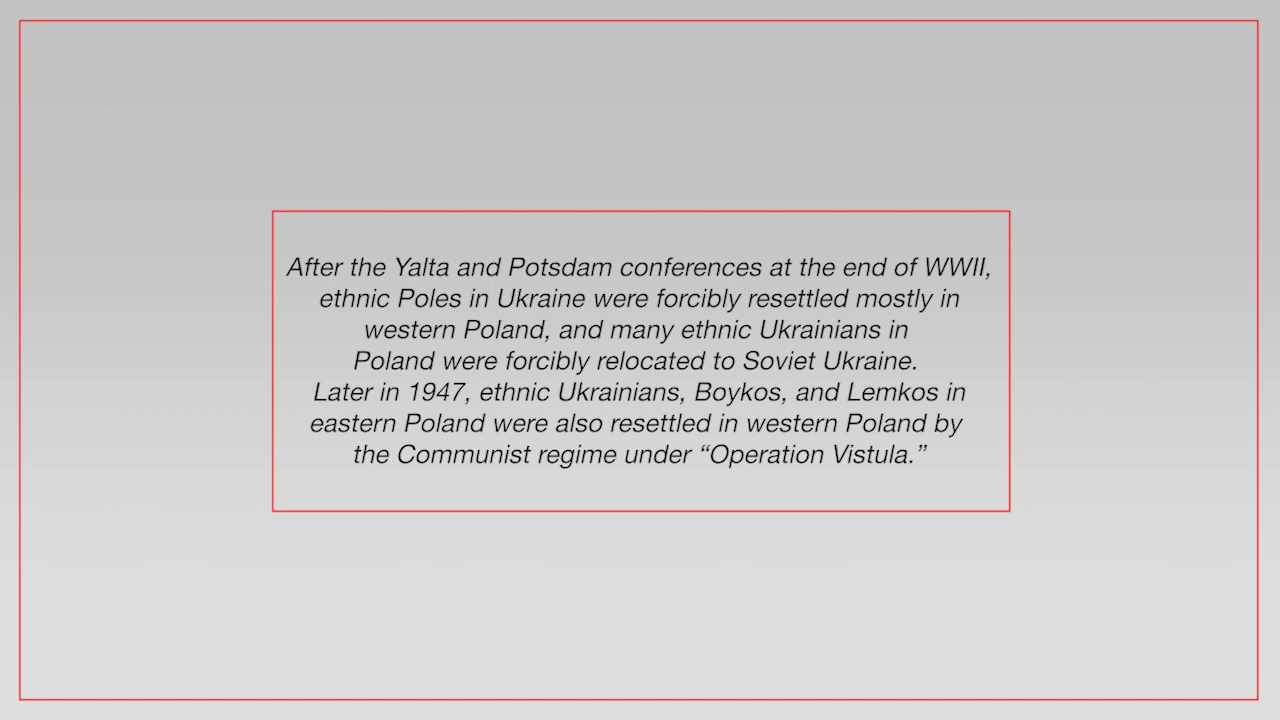 After the Yalta and Potsdam conferences at the end of WWII,
ethnic Poles in Ukraine were forcibly resettled mostly in
western Poland, and many ethnic Ukrainians in
Poland were forcibly relocated to Soviet Ukraine.
Later in 1947, ethnic Ukrainians, Boykos, and Lemkos in
eastern Poland were also resettled in western Poland by
the Communist regime under “Operation Vistula.”